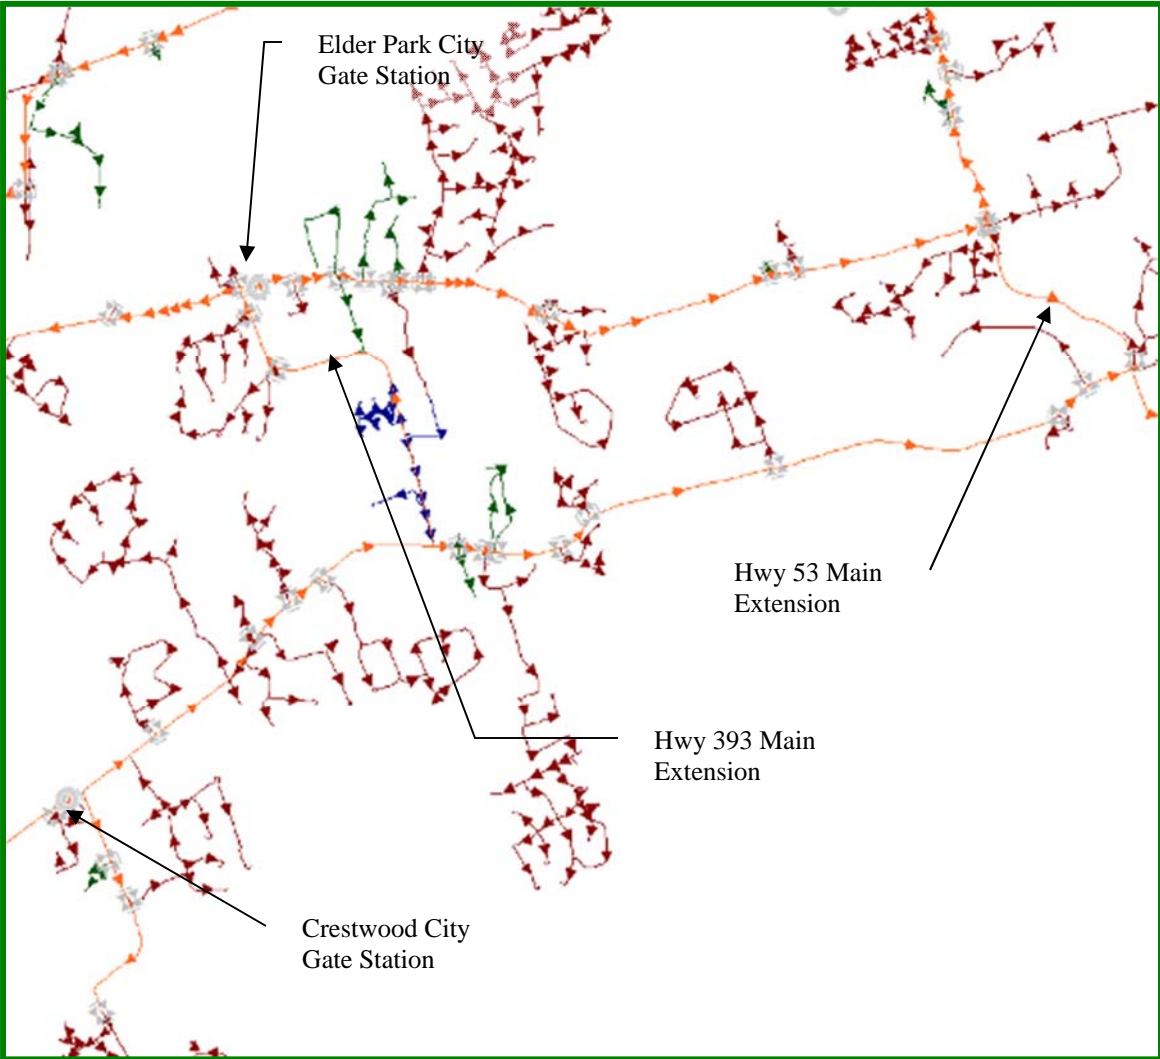 Elder Park City
Gate Station
Hwy 53 Main
Extension
Hwy 393 Main
Extension
Crestwood City
Gate Station